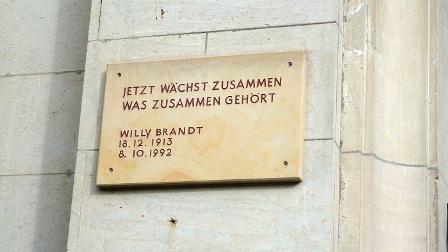 JETZT WÄCHST ZUSAMMEN
WAS ZUSAMMEN GEHÖRT
WILLY BRANDT
18.12.1913
8.10.1992